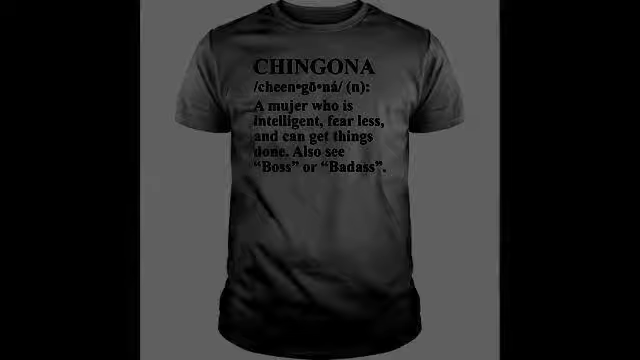 CHINGONA
/cheen•gō•ná/ (n):
A mujer who is
intelligent, fear less,
and can get things
done. Also see
“Boss” or “Badass”.